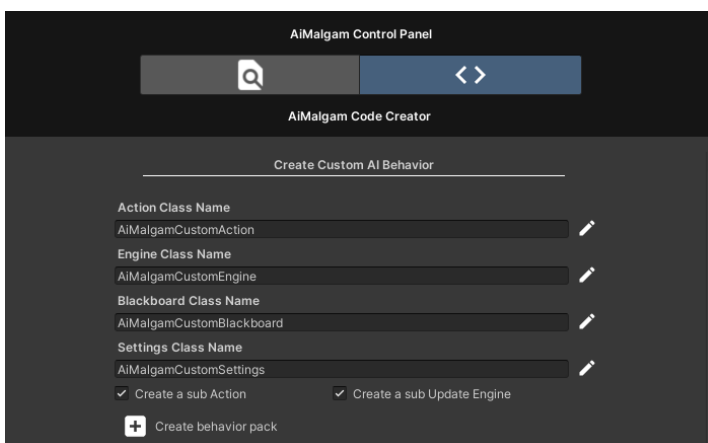 AiMalgam Control Panel
AiMalgam Code Creator
Create Custom AI Behavior
Action Class Name
AiMalgamCustomAction
Engine Class Name
AiMalgamCustomEngine
Blackboard Class Name
AiMalgamCustomBlackboard
Settings Class Name
AiMalgamCustomSettings
Create a sub Action Create a sub Update Engine
Create behavior pack